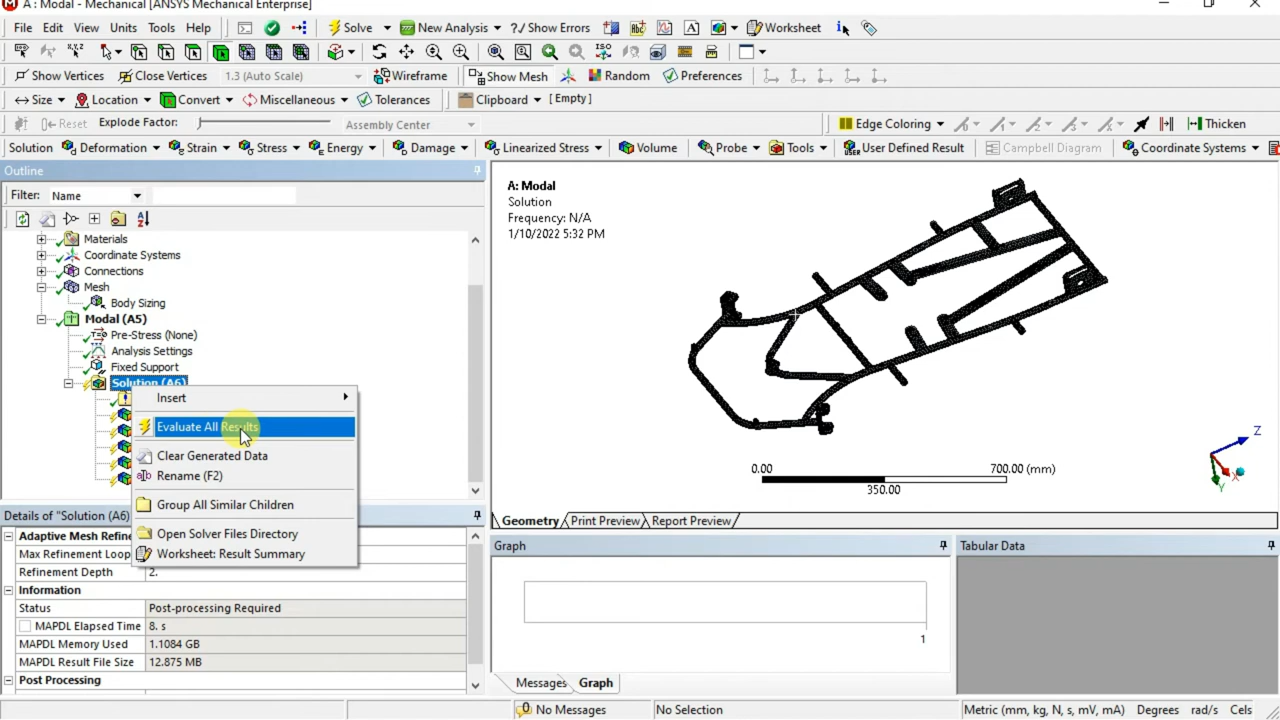 A : Modal - Mechanical [ANSYS Mechanical Enterprise]
File Edit View Units Tools Help Solve New Analysis ?/ Show Errors Worksheet
Show Vertices Close Vertices 1.3 (Auto Scale) Wireframe Show Mesh Random Preferences
Size Location Convert Miscellaneous Tolerances Clipboard [ Empty ]
Reset Explode Factor: Assembly Center Edge Coloring Thicken
Solution Deformation Strain Stress Energy Damage Linearized Stress Volume Probe Tools User Defined Result Campbell Diagram Coordinate Systems
Outline
Filter: Name
Materials
Coordinate Systems
Connections
Mesh
Body Sizing
Modal (A5)
Pre-Stress (None)
Analysis Settings
Fixed Support
Solution (A6)
Insert
Evaluate All Results
Clear Generated Data
Rename (F2)
Group All Similar Children
Open Solver Files Directory
Worksheet: Result Summary
Details of "Solution (A6)
Adaptive Mesh Refine
Max Refinement Loop
Refinement Depth 2.
Information
Status Post-processing Required
MAPDL Elapsed Time 8. s
MAPDL Memory Used 1.1084 GB
MAPDL Result File Size 12.875 MB
Post Processing
A: Modal
Solution
Frequency: N/A
1/10/2022 5:32 PM
0.00 700.00 (mm)
350.00
Z
X
Y
Geometry Print Preview Report Preview
Graph
1
Messages Graph
Tabular Data
No Messages No Selection Metric (mm, kg, N, s, mV, mA) Degrees rad/s Cels